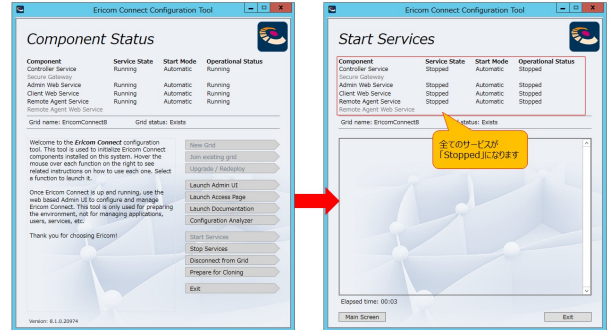 Ericom Connect Configuration Tool
Component Status
Component Service State Start Mode Operational Status
Controller Service Running Automatic Running
Secure Gateway
Admin Web Service Running Automatic Running
Client Web Service Running Automatic Running
Remote Agent Service Running Automatic Running
Remote Agent Web Service
Grid name: EricomConnect8 Grid status: Exists
Welcome to the Ericom Connect configuration
tool. This tool is used to initialize Ericom Connect
components installed on this system. Hover the
mouse over each function on the right to see
related instructions on how to use each one. Select
a function to launch it.
Once Ericom Connect is up and running, use the
web based Admin UI to configure and manage
Ericom Connect. This tool is only used for preparing
the environment, not for managing applications,
users, services, etc.
Thank you for choosing Ericom!
New Grid
Join existing grid
Upgrade / Redeploy
Launch Admin UI
Launch Access Page
Launch Documentation
Configuration Analyzer
Start Services
Stop Services
Disconnect from Grid
Prepare for Cloning
Exit
Version: 8.1.0.20974
Ericom Connect Configuration Tool
Start Services
Component Service State Start Mode Operational Status
Controller Service Stopped Automatic Stopped
Secure Gateway
Admin Web Service Stopped Automatic Stopped
Client Web Service Stopped Automatic Stopped
Remote Agent Service Stopped Automatic Stopped
Remote Agent Web Service
Grid name: EricomConnect8 status: Exists
全てのサービスが
「Stopped」になります
Elapsed time: 00:03
Main Screen
Exit